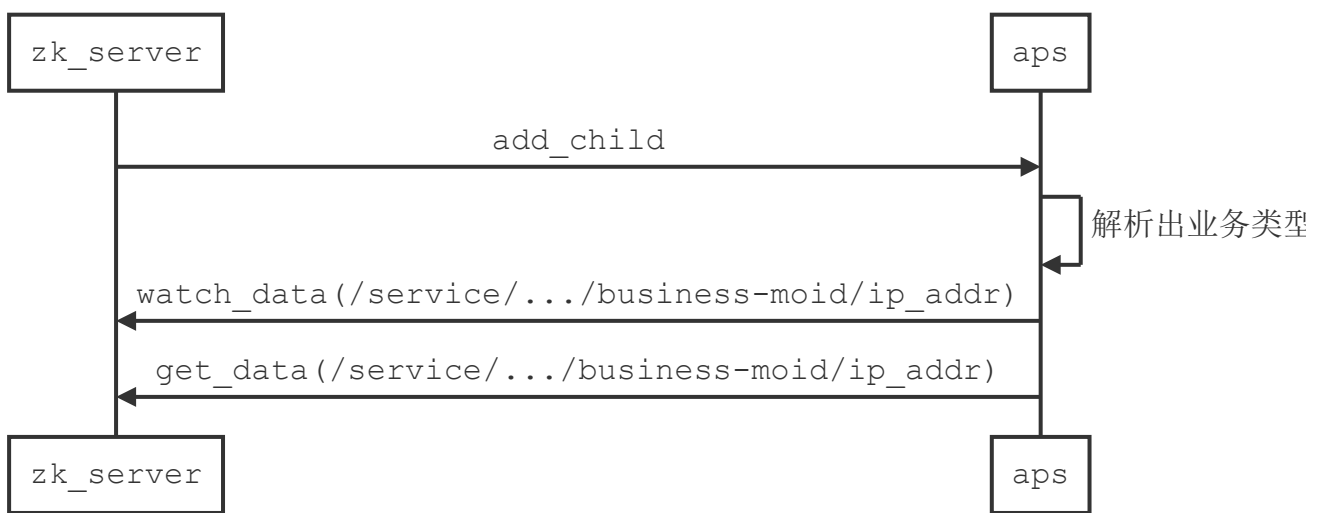 zk_server
aps
add_child
解析出业务类型
watch_data(/service/.../business-moid/ip_addr)
get_data(/service/.../business-moid/ip_addr)
zk_server
aps